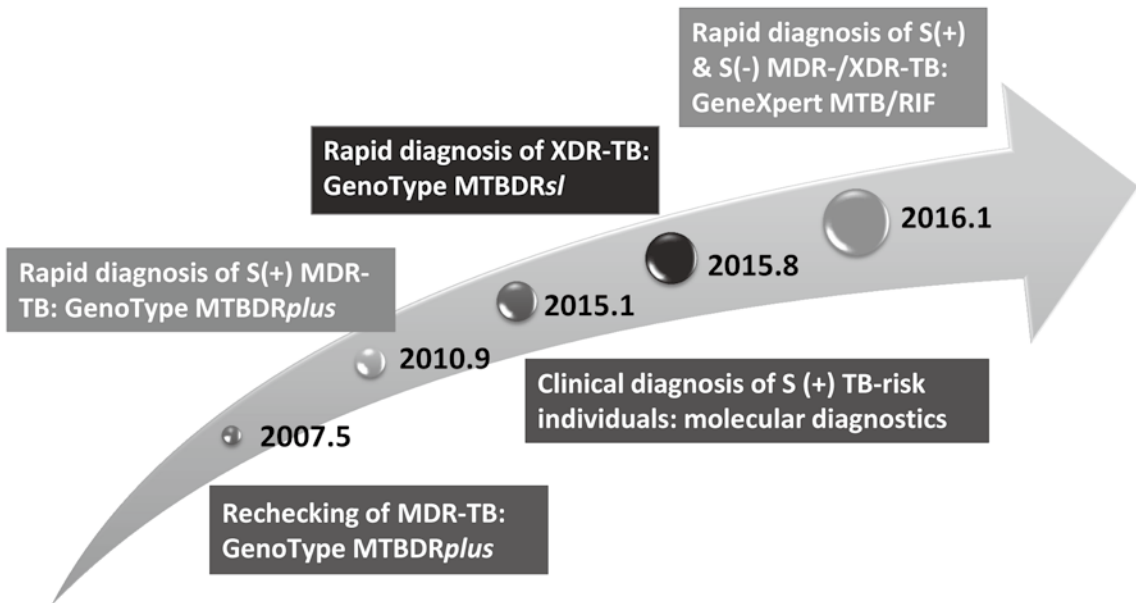 Rapid diagnosis of S(+)
& S(-) MDR-/XDR-TB:
GeneXpert MTB/RIF
Rapid diagnosis of XDR-TB:
GenoType MTBDRsl
2016.1
2015.8
Rapid diagnosis of S(+) MDR-
TB: GenoType MTBDRplus
2015.1
2010.9
Clinical diagnosis of S (+) TB-risk
individuals: molecular diagnostics
2007.5
Rechecking of MDR-TB:
GenoType MTBDRplus